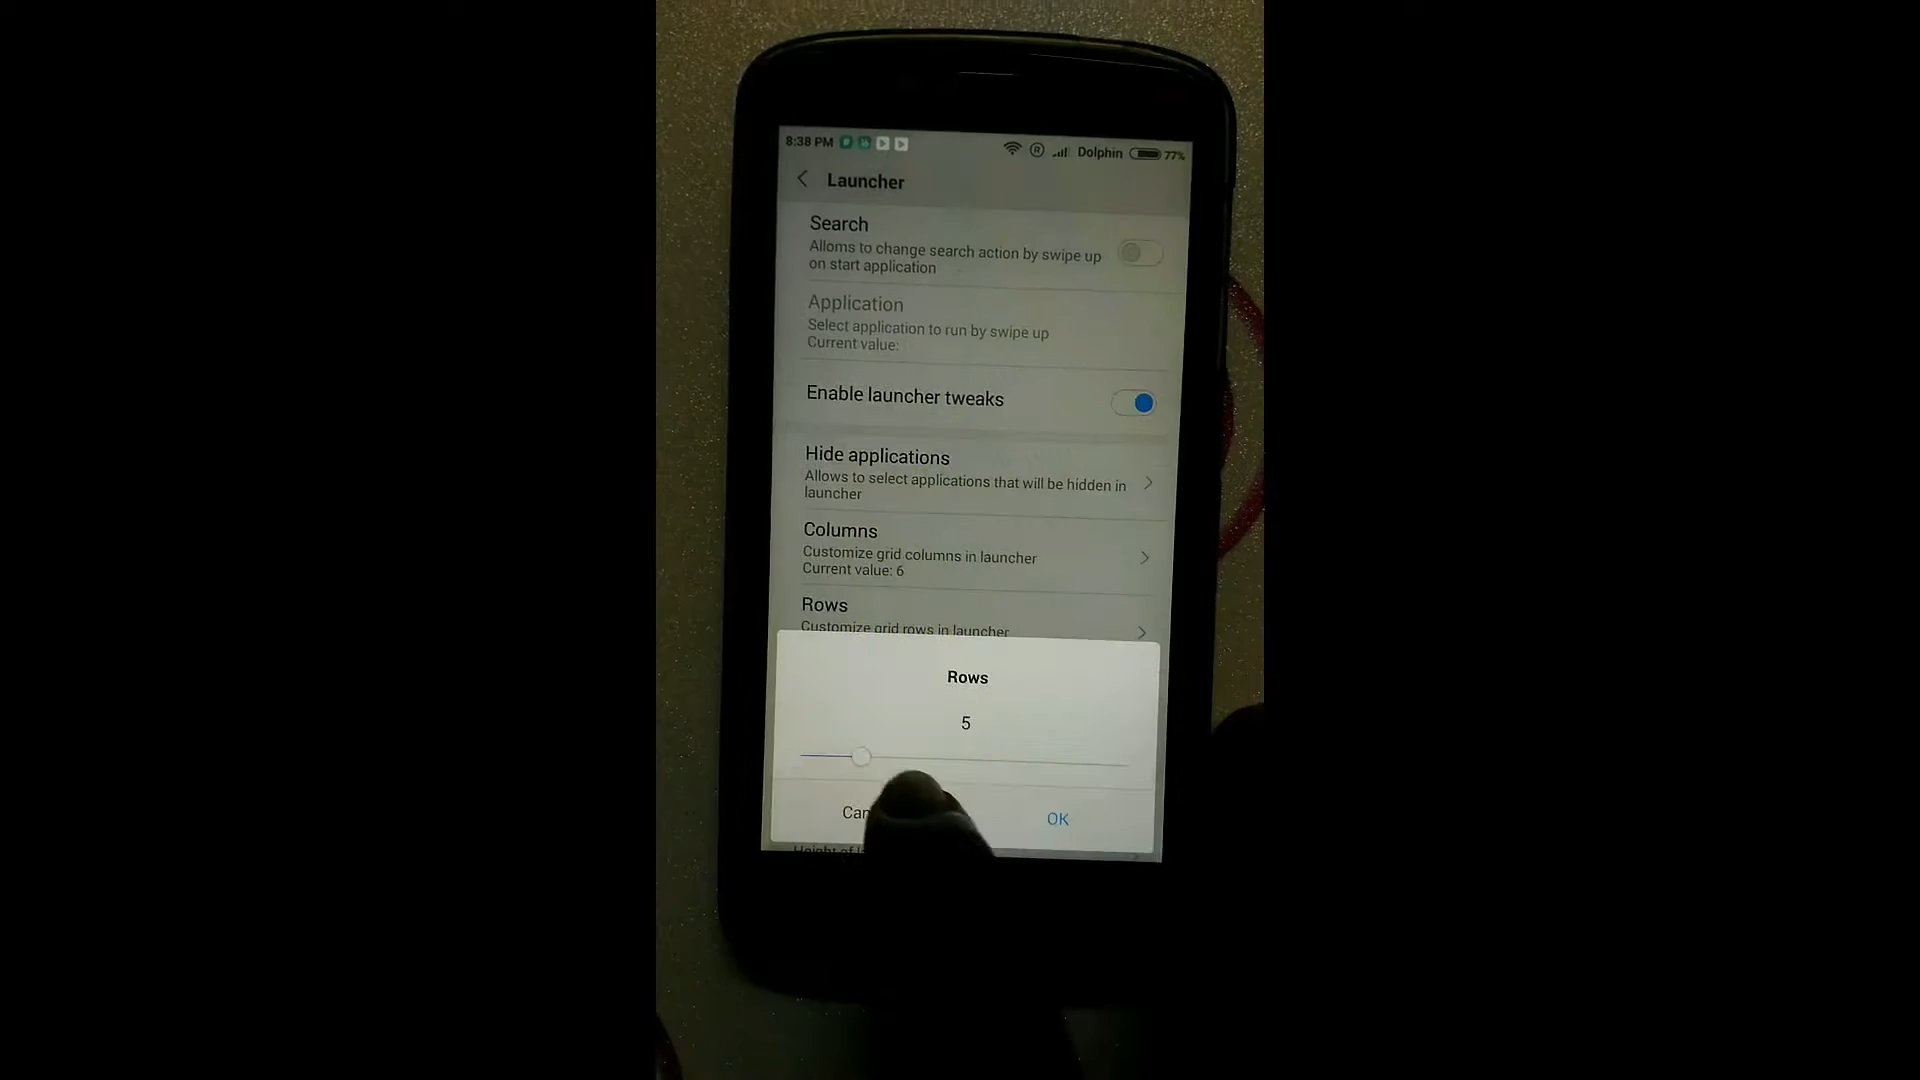 8:38 PM
Dolphin
77%
Launcher
Search
Alloms to change search action by swipe up
on start application
Application
Select application to run by swipe up
Current value:
Enable launcher tweaks
Hide applications
Allows to select applications that will be hidden in
launcher
Columns
Customize grid columns in launcher
Current value: 6
Rows
Customize grid rows in launcher
Rows
5
OK